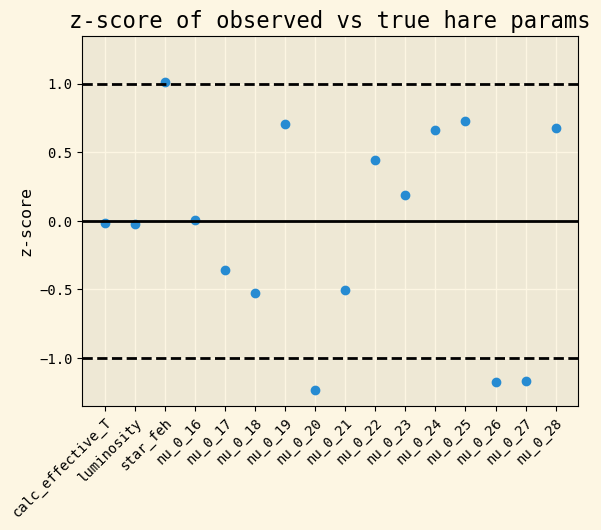 z-score of observed vs true hare params
z-score
1.0
0.5
0.0
−0.5
−1.0
calc_effective_T
luminosity
star_feh
nu_0_16
nu_0_17
nu_0_18
nu_0_19
nu_0_20
nu_0_21
nu_0_22
nu_0_23
nu_0_24
nu_0_25
nu_0_26
nu_0_27
nu_0_28